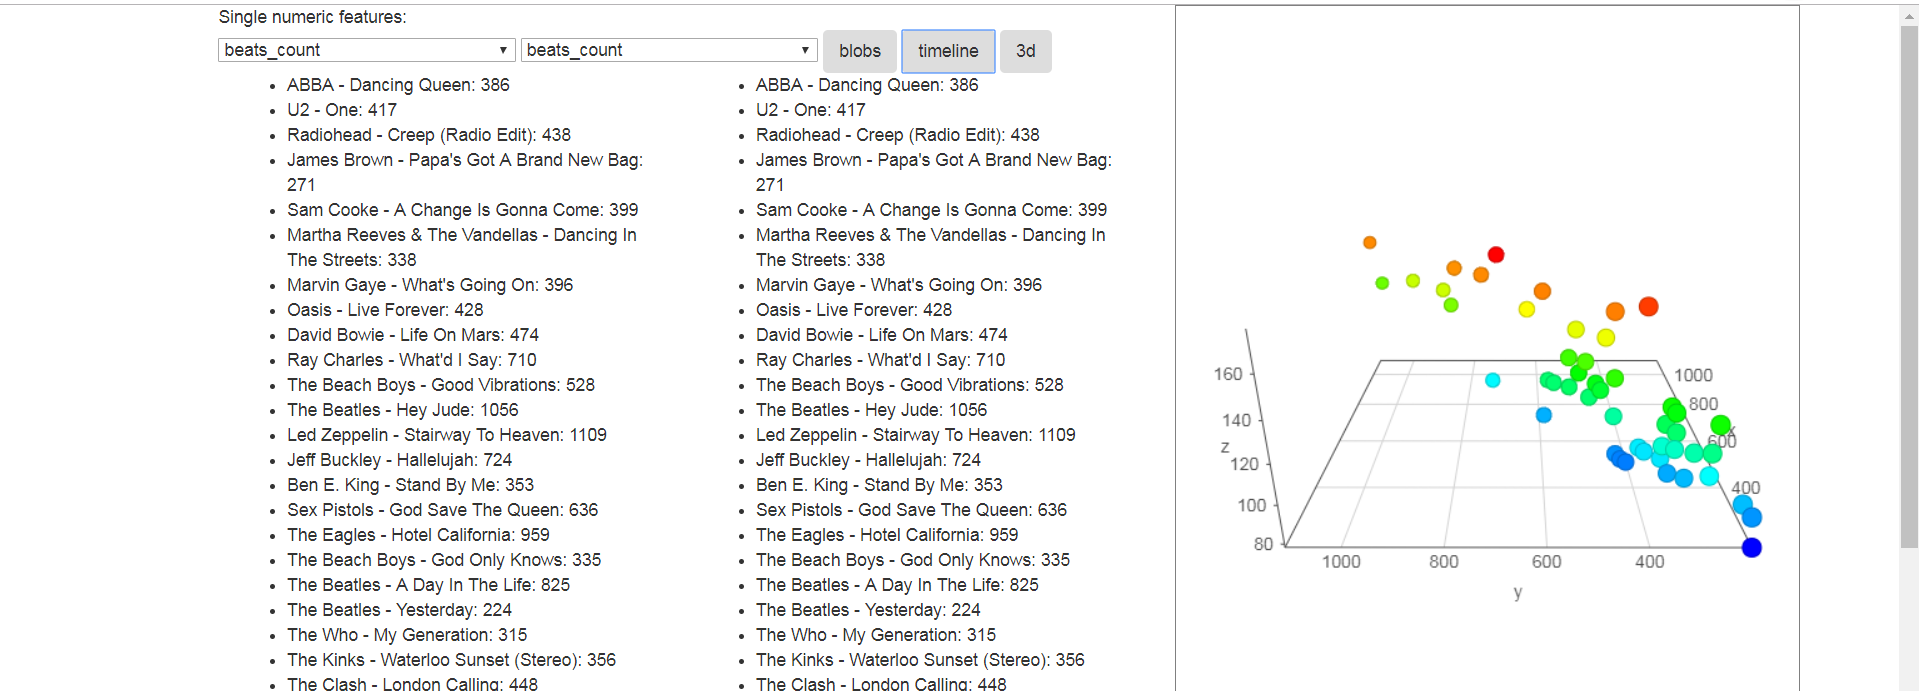 Single numeric features:
beats_count beats_count blobs timeline 3d
ABBA - Dancing Queen: 386
U2 - One: 417
Radiohead - Creep (Radio Edit): 438
James Brown - Papa's Got A Brand New Bag:
271
Sam Cooke - A Change Is Gonna Come: 399
Martha Reeves & The Vandellas - Dancing In
The Streets: 338
Marvin Gaye - What's Going On: 396
Oasis - Live Forever: 428
David Bowie - Life On Mars: 474
Ray Charles - What'd I Say: 710
The Beach Boys - Good Vibrations: 528
The Beatles - Hey Jude: 1056
Led Zeppelin - Stairway To Heaven: 1109
Jeff Buckley - Hallelujah: 724
Ben E. King - Stand By Me: 353
Sex Pistols - God Save The Queen: 636
The Eagles - Hotel California: 959
The Beach Boys - God Only Knows: 335
The Beatles - A Day In The Life: 825
The Beatles - Yesterday: 224
The Who - My Generation: 315
The Kinks - Waterloo Sunset (Stereo): 356
The Clash - London Calling: 448
ABBA - Dancing Queen: 386
U2 - One: 417
Radiohead - Creep (Radio Edit): 438
James Brown - Papa's Got A Brand New Bag:
271
Sam Cooke - A Change Is Gonna Come: 399
Martha Reeves & The Vandellas - Dancing In
The Streets: 338
Marvin Gaye - What's Going On: 396
Oasis - Live Forever: 428
David Bowie - Life On Mars: 474
Ray Charles - What'd I Say: 710
The Beach Boys - Good Vibrations: 528
The Beatles - Hey Jude: 1056
Led Zeppelin - Stairway To Heaven: 1109
Jeff Buckley - Hallelujah: 724
Ben E. King - Stand By Me: 353
Sex Pistols - God Save The Queen: 636
The Eagles - Hotel California: 959
The Beach Boys - God Only Knows: 335
The Beatles - A Day In The Life: 825
The Beatles - Yesterday: 224
The Who - My Generation: 315
The Kinks - Waterloo Sunset (Stereo): 356
The Clash - London Calling: 448
160
140
z
120
100
80
1000
800
x
600
400
1000 800 600 400
y